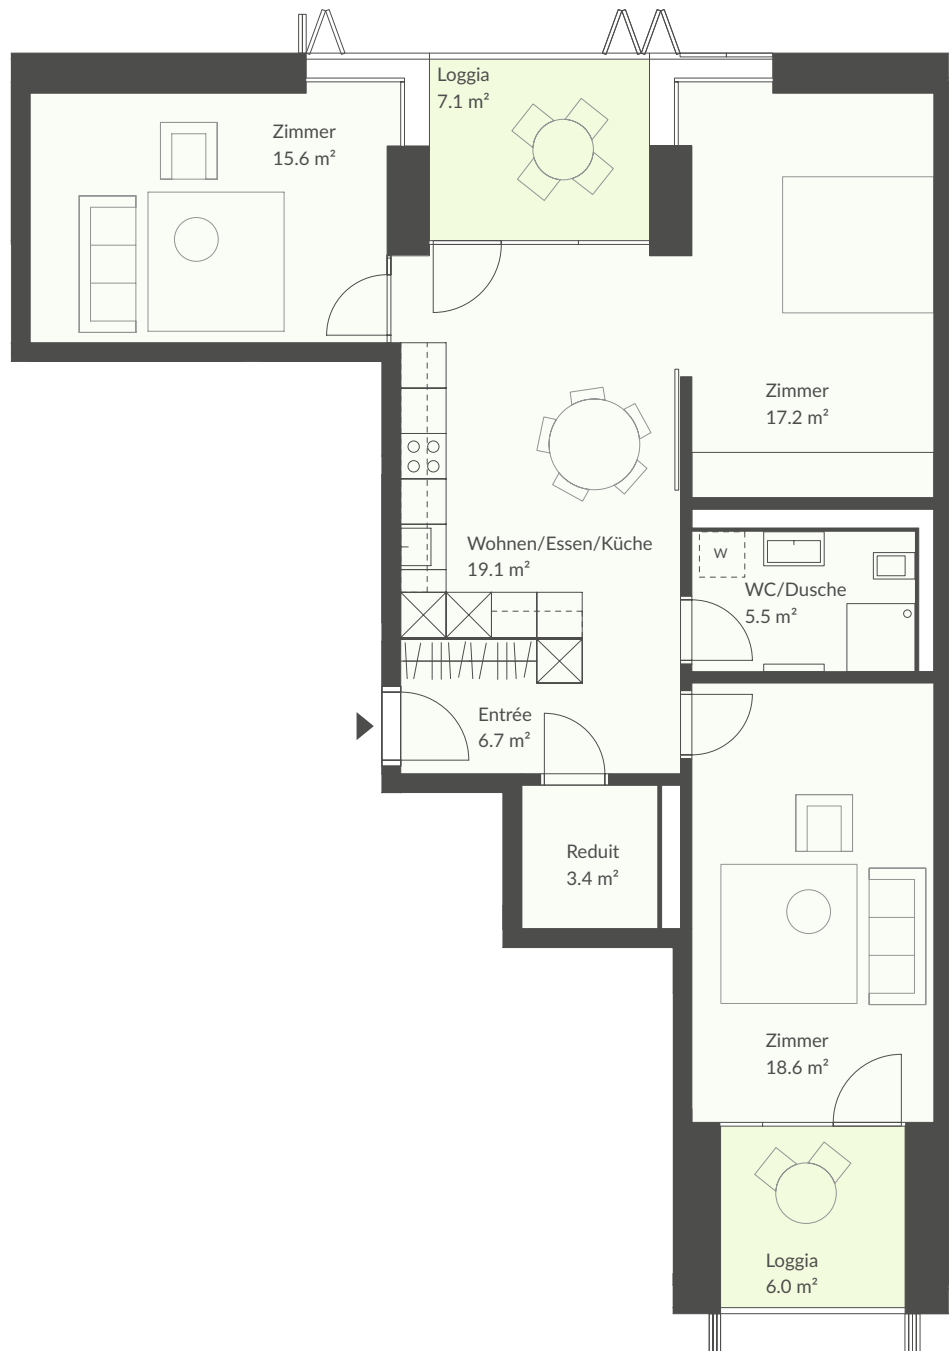 Loggia
7.1 m²
Zimmer
15.6 m²
Zimmer
17.2 m²
Wohnen/Essen/Küche
19.1 m²
W
WC/Dusche
5.5 m²
Entrée
6.7 m²
Reduit
3.4 m²
Zimmer
18.6 m²
Loggia
6.0 m²